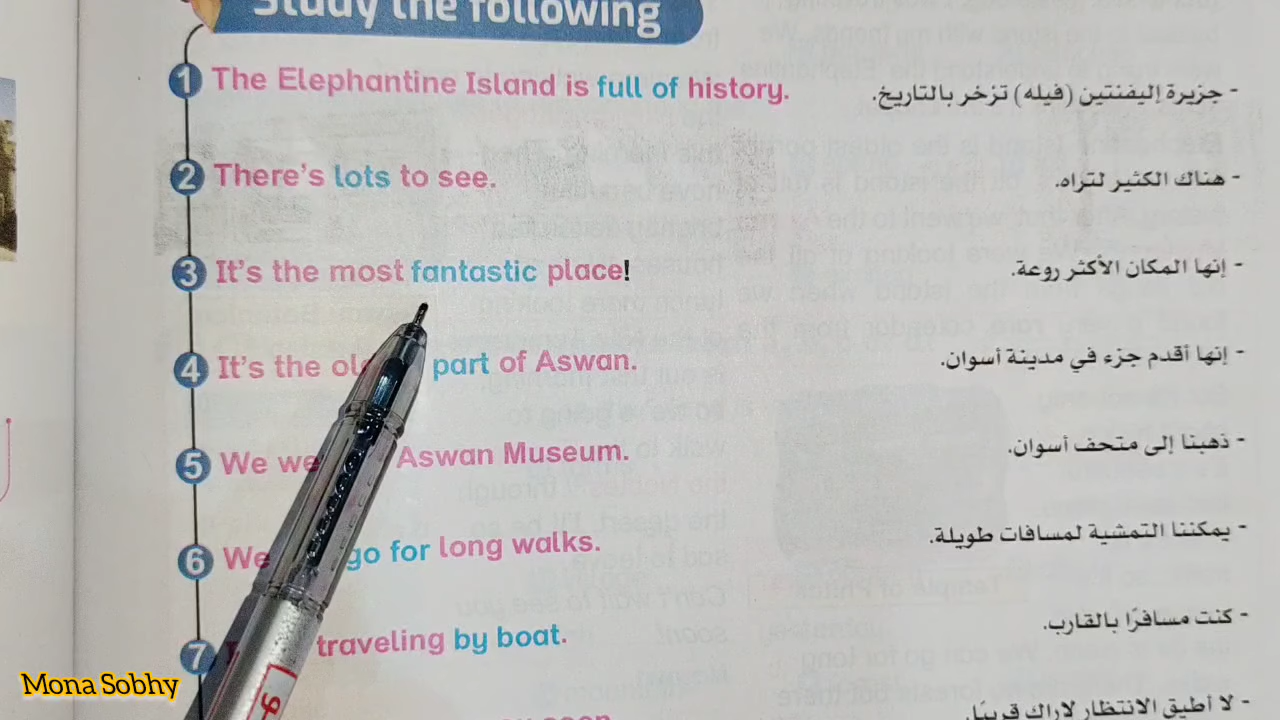 Study the following
1 The Elephantine Island is full of history. - جزيرة إليفنتين (فيله) تزخر بالتاريخ.
2 There's lots to see. - هناك الكثير لتراه.
3 It's the most fantastic place! - إنها المكان الأكثر روعة.
4 It's the part of Aswan. - إنها أقدم جزء في مدينة أسوان.
5 We Aswan Museum. - ذهبنا إلى متحف أسوان.
6 We go for long walks. - يمكننا التمشية لمسافات طويلة.
7 traveling by boat. - كنت مسافرًا بالقارب.
soon - لا أطيق الانتظار لاراك قريبًا.
Mona Sobhy